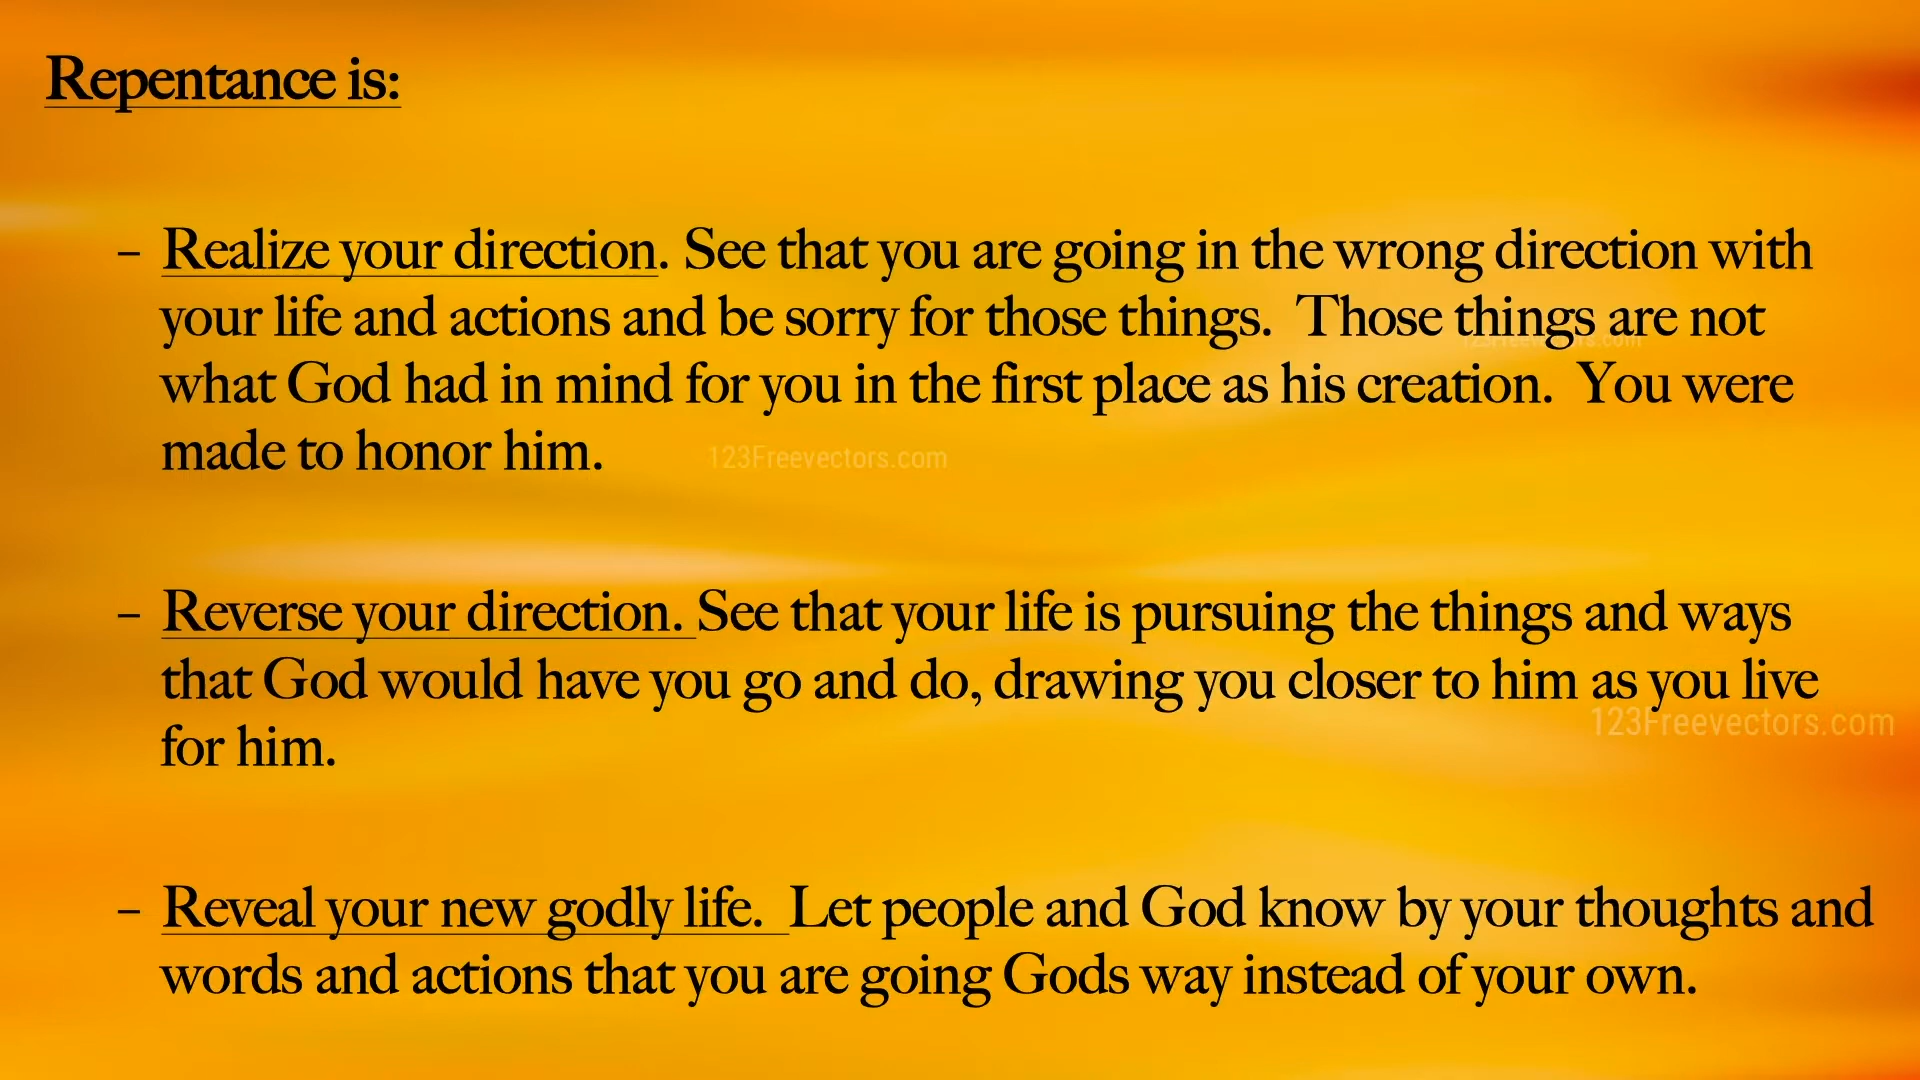 Repentance is:
– Realize your direction. See that you are going in the wrong direction with
your life and actions and be sorry for those things.  Those things are not
what God had in mind for you in the first place as his creation.  You were
made to honor him.
– Reverse your direction. See that your life is pursuing the things and ways
that God would have you go and do, drawing you closer to him as you live
for him.
– Reveal your new godly life.  Let people and God know by your thoughts and
words and actions that you are going Gods way instead of your own.
123Freevectors.com
123Freevectors.com
123Freevectors.com